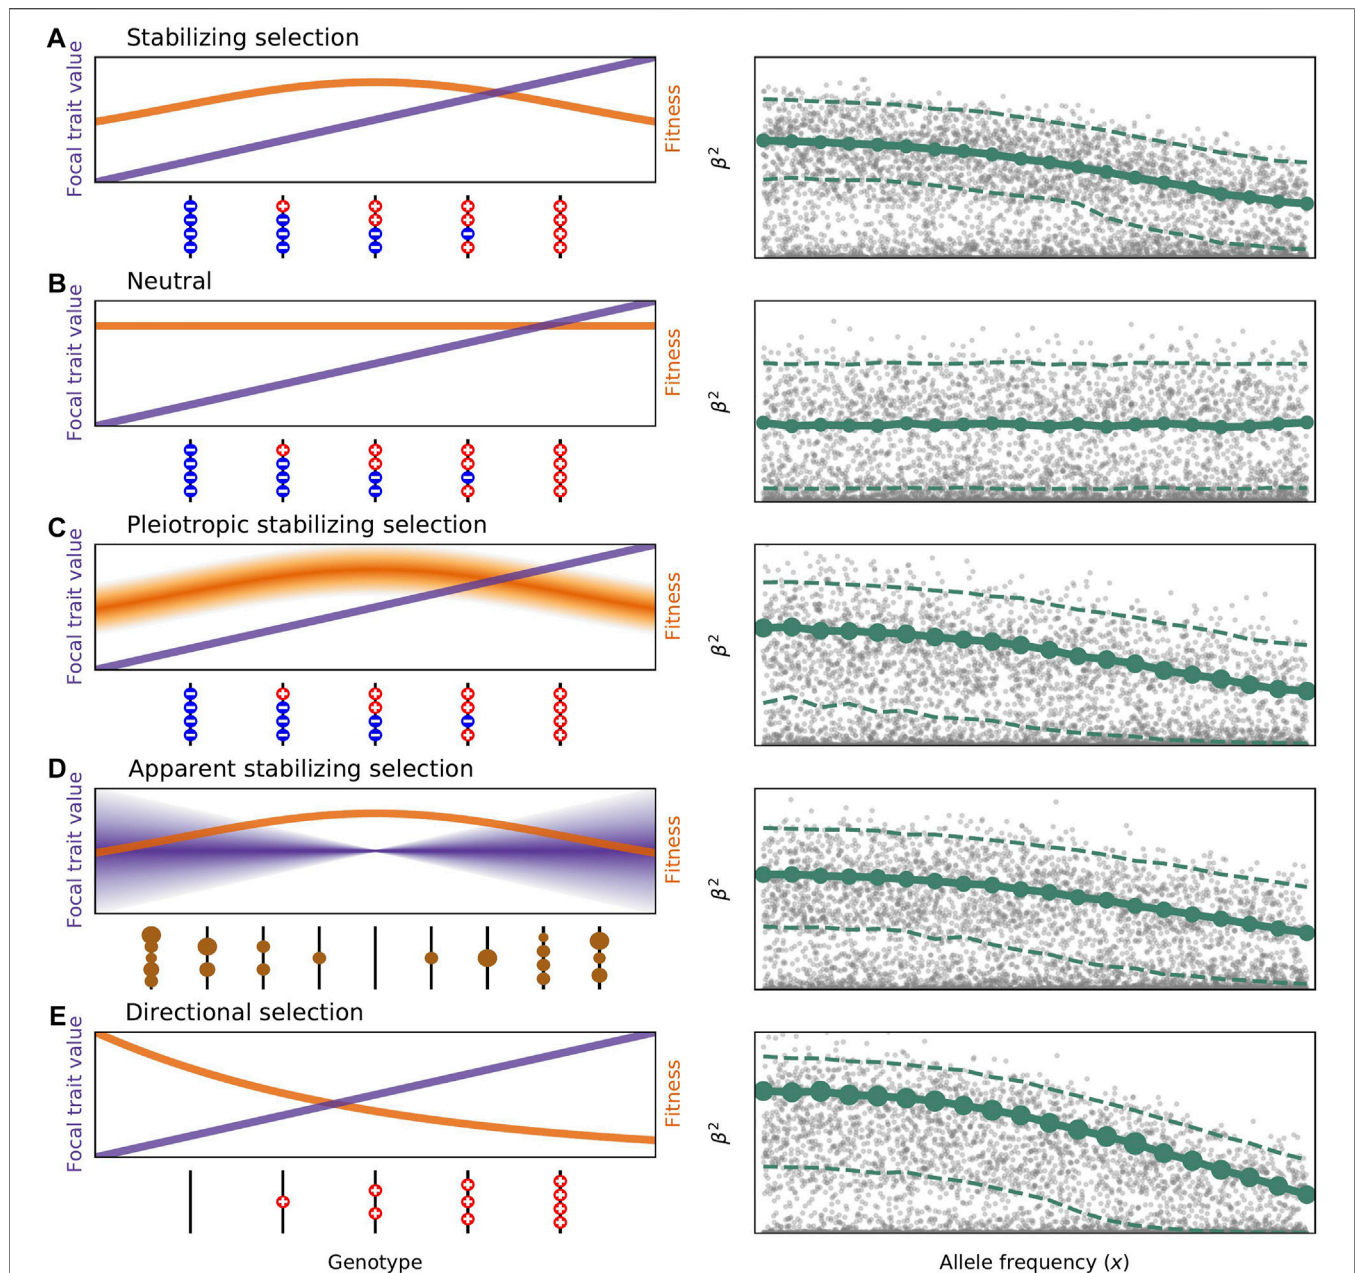 A Stabilizing selection
Focal trait value
Fitness
β²
B Neutral
Focal trait value
Fitness
β²
C Pleiotropic stabilizing selection
Focal trait value
Fitness
β²
D Apparent stabilizing selection
Focal trait value
Fitness
β²
E Directional selection
Focal trait value
Fitness
β²
Genotype
Allele frequency (x)